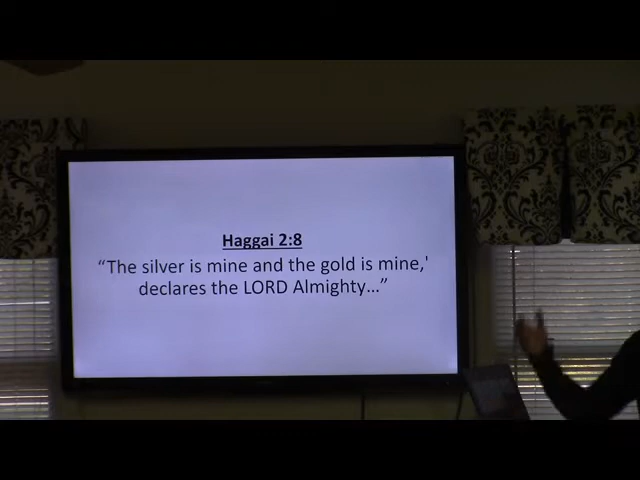 Haggai 2:8
“The silver is mine and the gold is mine,'
declares the LORD Almighty…”